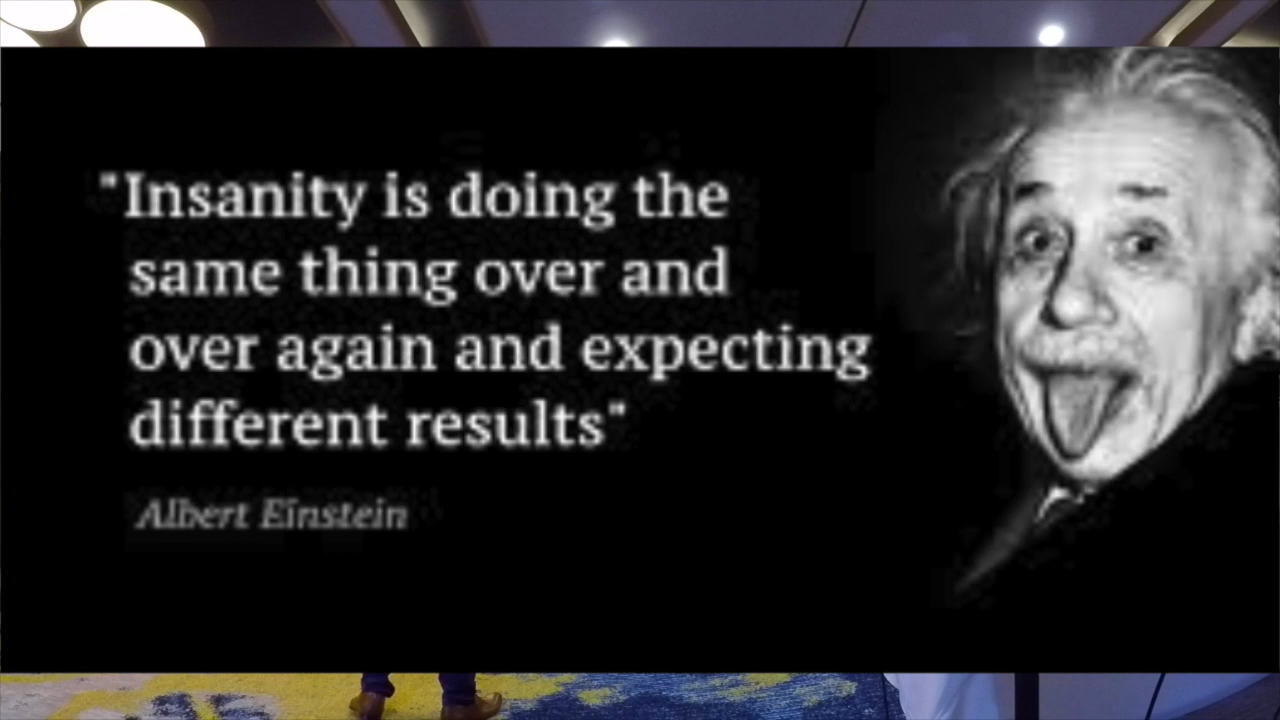 "Insanity is doing the
same thing over and
over again and expecting
different results"
Albert Einstein